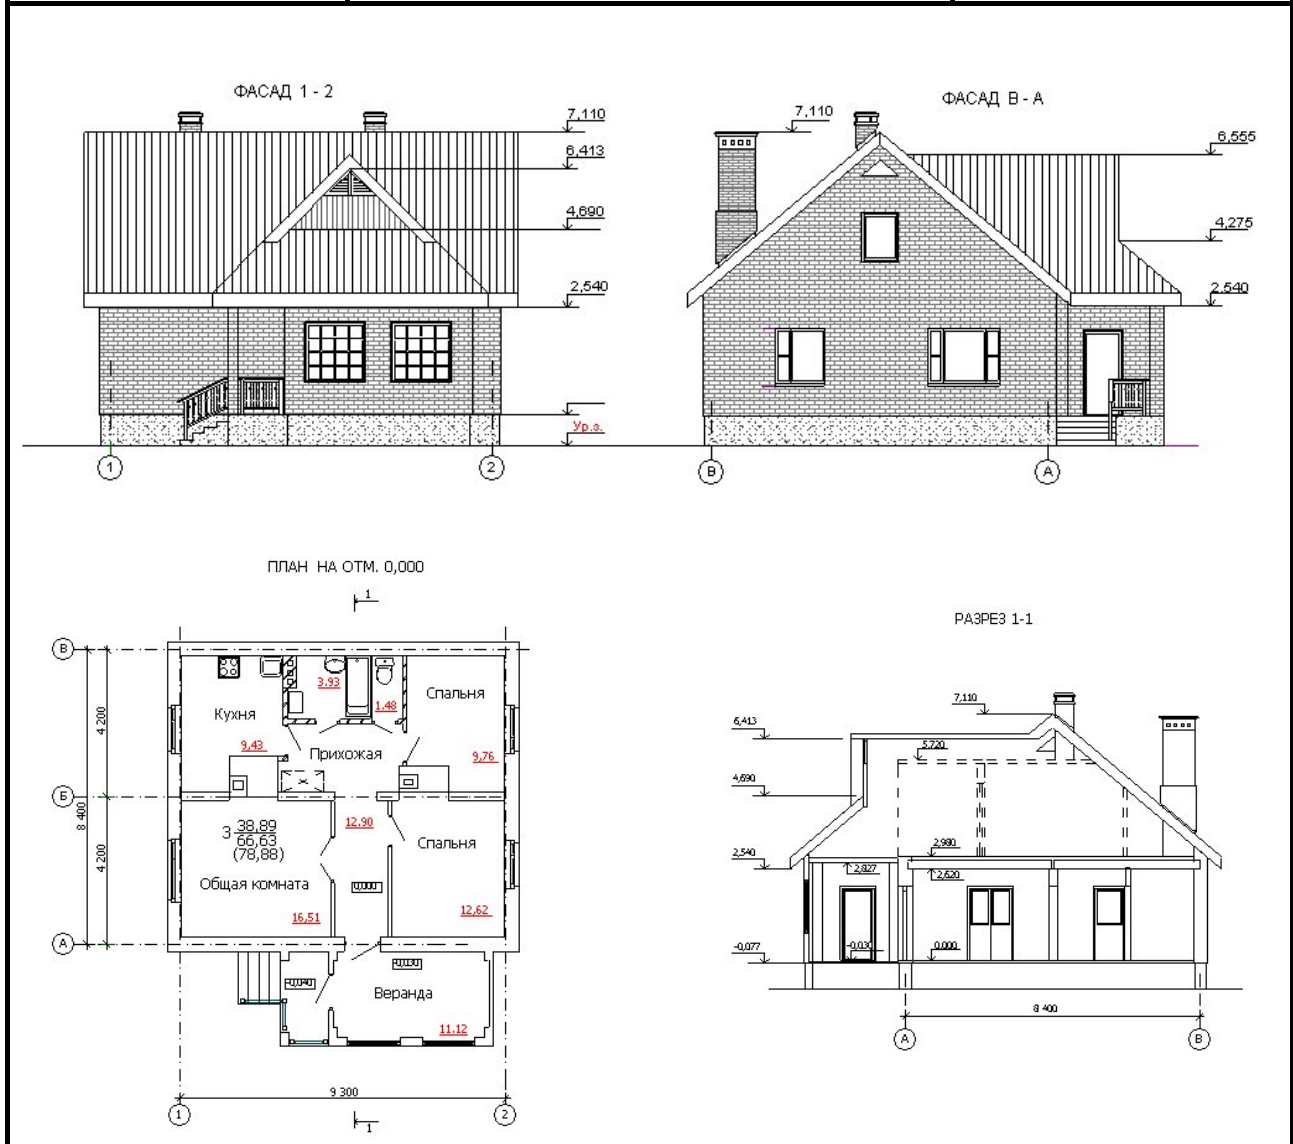 ФАСАД 1 - 2
7,110
6,413
4,690
2,540
Ур.з.
1
2
ФАСАД В - А
7,110
6,555
4,275
2.540
В
А
ПЛАН НА ОТМ. 0,000
1
В
Б
А
4 200
4 200
8 400
Кухня
9,43
3.93
1.48
Спальня
9,76
Прихожая
12.90
3 38,89
66,63
(78,88)
Общая комната
16,51
0,000
Спальня
12,62
-0,030
-0,040
Веранда
11.12
9 300
1
2
1
РАЗРЕЗ 1-1
7,110
6,413
5.720
4,690
2,540
2,980
2,827
2,620
-0,077
-0,030
0,000
8 400
А
В